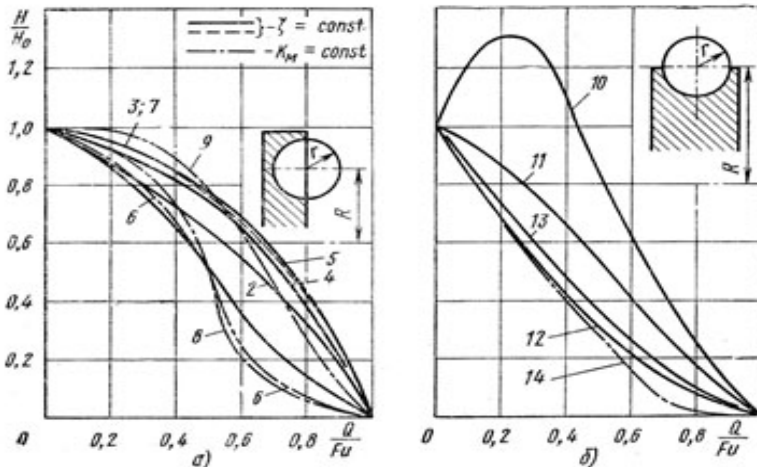 H/H₀
}-ζ = const
-Kм = const
1,2
3; 7
1,0
9
r
0,8
6
R
0,6
5
2
4
0,4
8
0,2
6
0
0,2
0,4
0,6
0,8
Q/Fu
а)
r
10
R
11
13
12
14
0
0,2
0,4
0,6
0,8
Q/Fu
б)